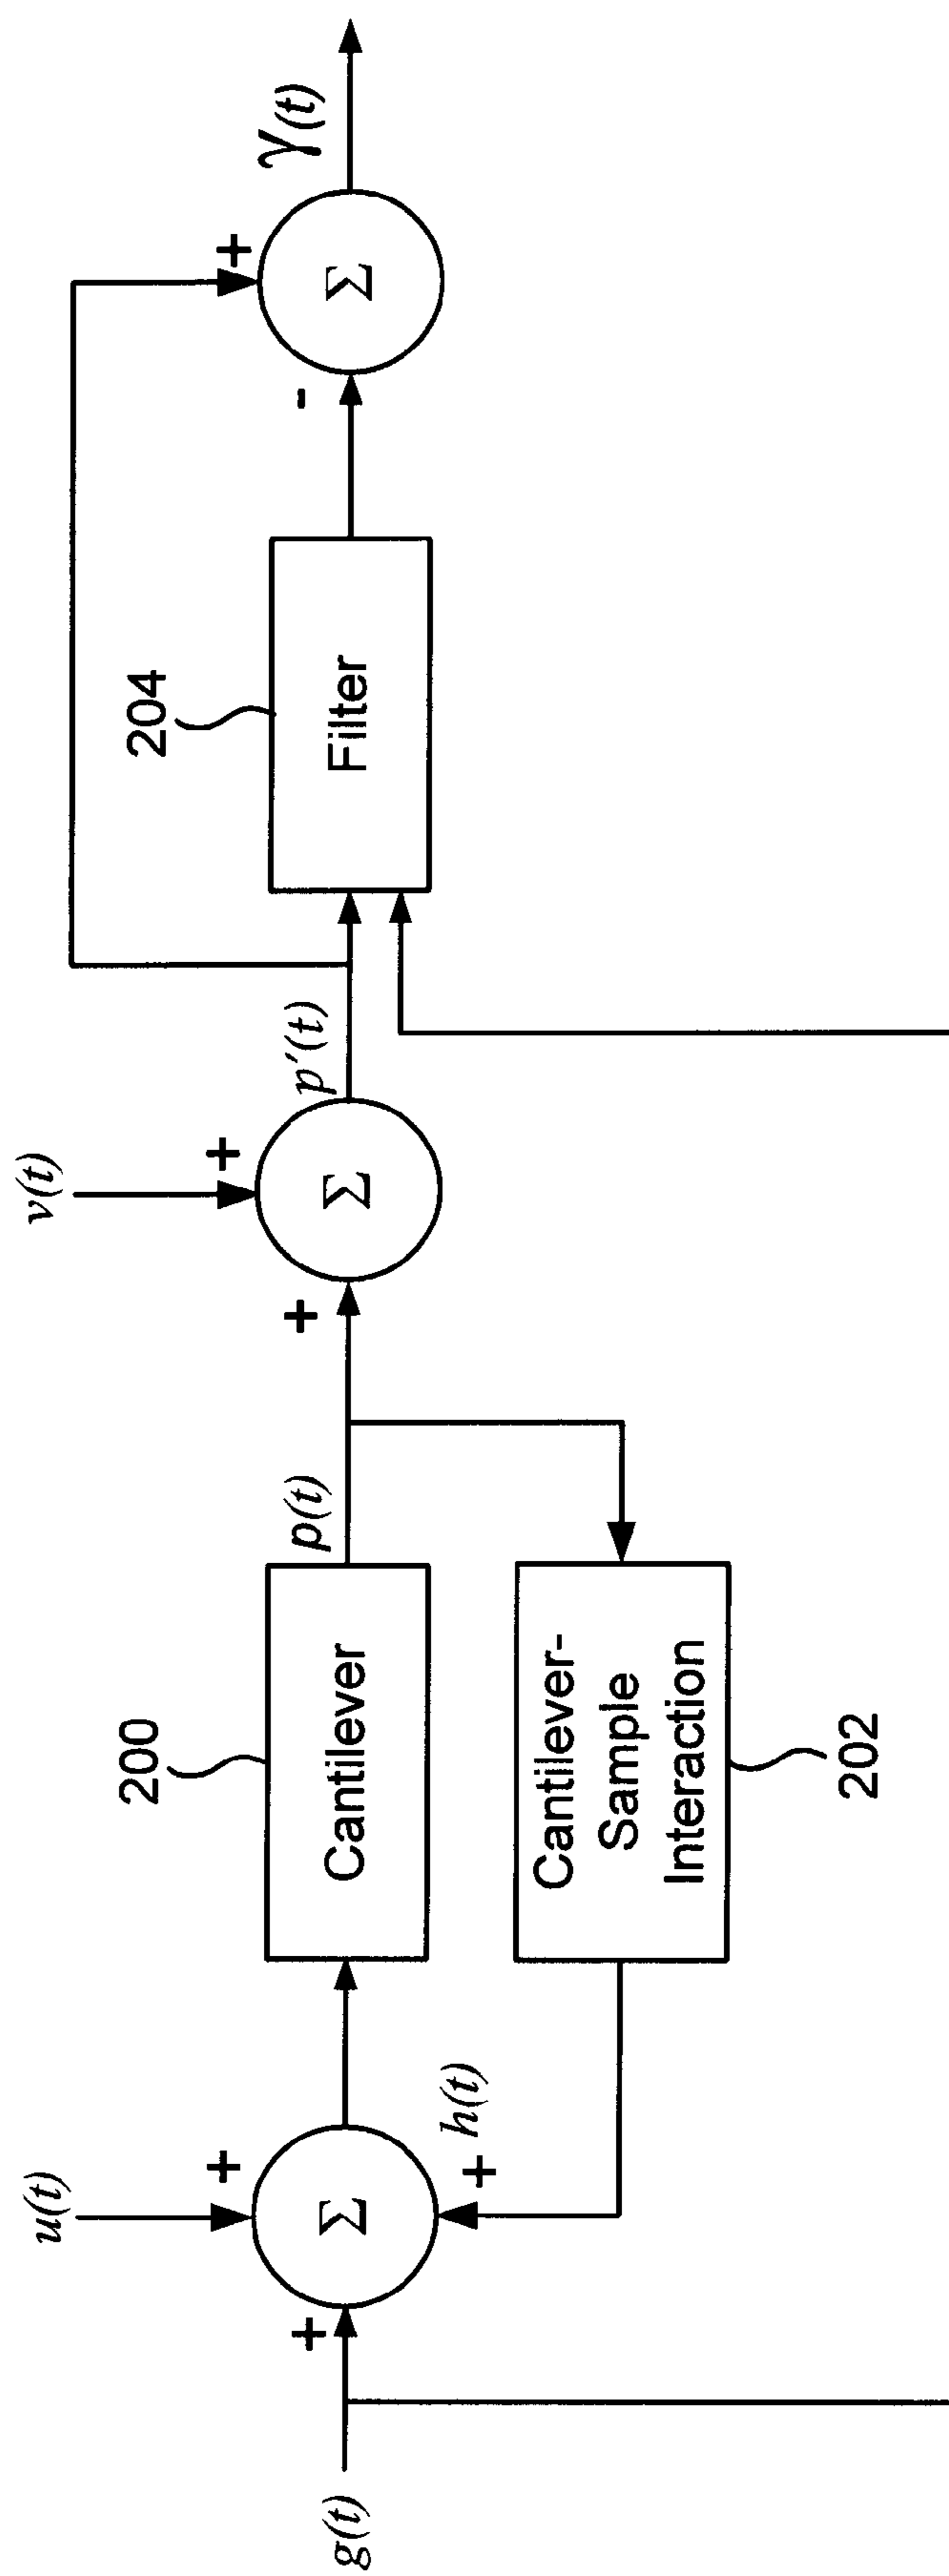 g(t)
+
u(t)
+
Σ
+
h(t)
200
Cantilever
p(t)
Cantilever-
Sample
Interaction
202
+
v(t)
+
Σ
p′(t)
204
Filter
-
+
Σ
γ(t)